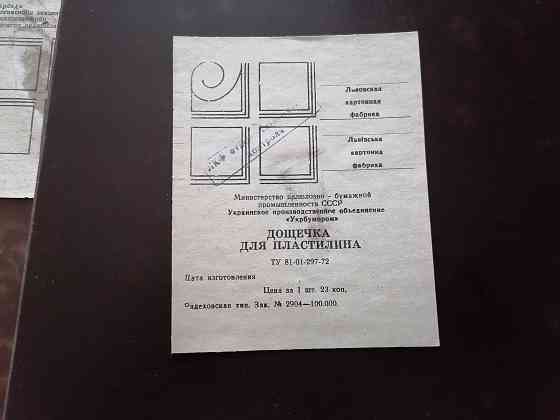 Львовская
картонная
фабрика
Львівська
картонна
фабрика
Министерство целлюлозно - бумажной
промышленности СССР
Украинское производственное объединение
«Укрбумпром»
ДОЩЕЧКА
ДЛЯ ПЛАСТИЛИНА
ТУ 81-01-297-72
Дата изготовления
Цена за 1 шт. 23 коп.
Радеховская тип. Зак. № 2904—100.000.